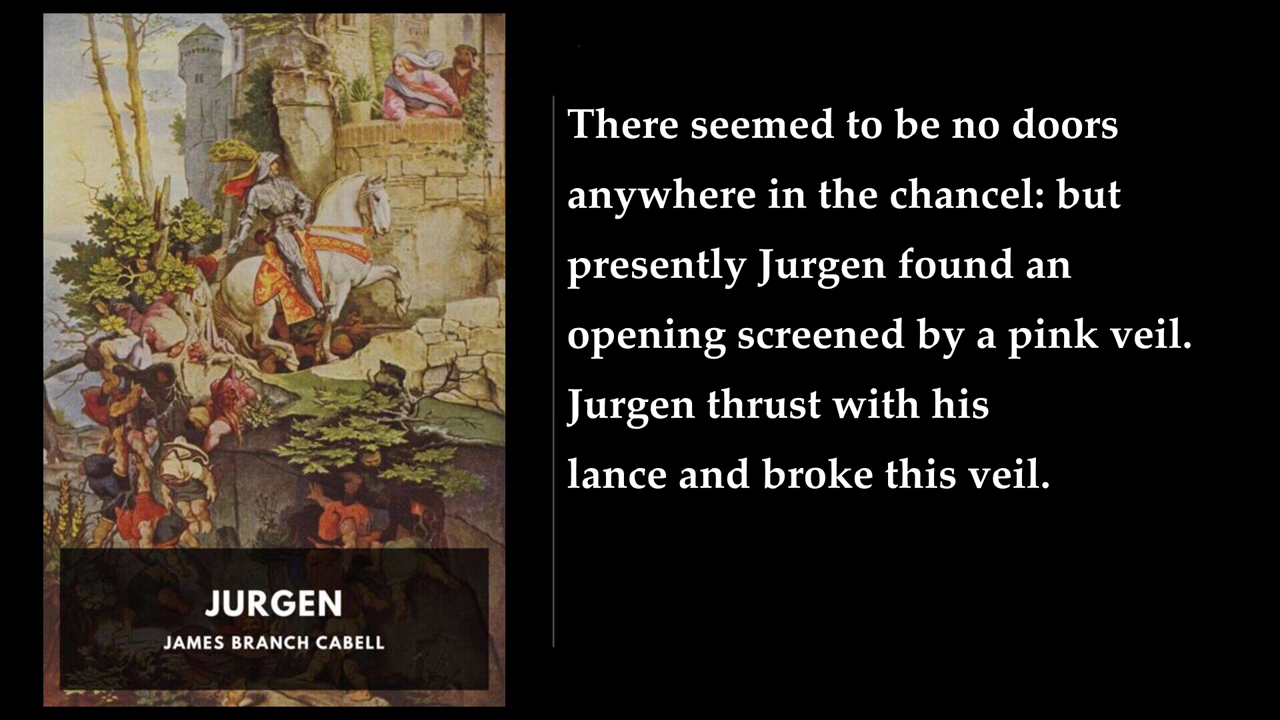 There seemed to be no doors
anywhere in the chancel: but
presently Jurgen found an
opening screened by a pink veil.
Jurgen thrust with his
lance and broke this veil.
JURGEN
JAMES BRANCH CABELL